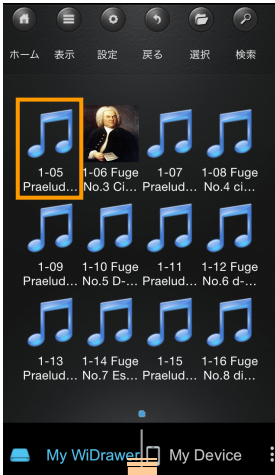 ホーム 表示 設定 戻る 選択 検索
1-05 1-06 Fuge 1-07 1-08 Fuge
Praelud... No.3 Ci... Praelud... No.4 ci...
1-09 1-10 Fuge 1-11 1-12 Fuge
Praelud... No.5 D-... Praelud... No.6 d-...
1-13 1-14 Fuge 1-15 1-16 Fuge
Praelud... No.7 Es... Praelud... No.8 di...
My WiDrawer My Device